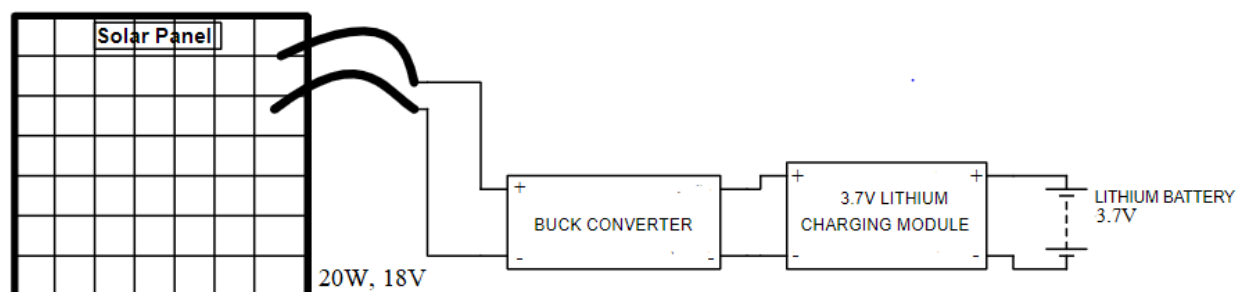 Solar Panel
20W, 18V
+
-
BUCK CONVERTER
-
+
-
3.7V LITHIUM
CHARGING MODULE
+
-
LITHIUM BATTERY
3.7V